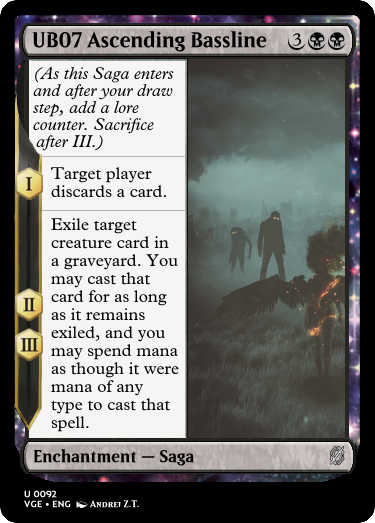 UB07 Ascending Bassline 3
(As this Saga enters
and after your draw
step, add a lore
counter. Sacrifice
after III.)
I
Target player
discards a card.
II
III
Exile target
creature card in
a graveyard. You
may cast that
card for as long
as it remains
exiled, and you
may spend mana
as though it were
mana of any
type to cast that
spell.
Enchantment — Saga
U 0092
VGE • ENG Andrej Z.T.